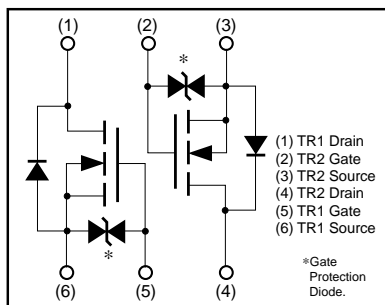 (1) (2) (3)
*
(1) TR1 Drain
(2) TR2 Gate
(3) TR2 Source
(4) TR2 Drain
(5) TR1 Gate
(6) TR1 Source
*
(6) (5) (4)
*Gate
Protection
Diode.